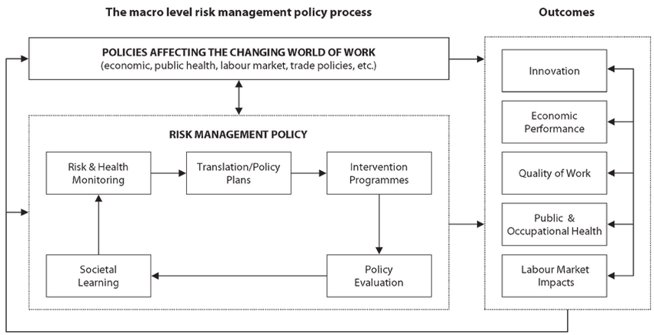 The macro level risk management policy process
Outcomes
POLICIES AFFECTING THE CHANGING WORLD OF WORK
(economic, public health, labour market, trade policies, etc.)
RISK MANAGEMENT POLICY
Risk & Health
Monitoring
Translation/Policy
Plans
Intervention
Programmes
Societal
Learning
Policy
Evaluation
Innovation
Economic
Performance
Quality of Work
Public &
Occupational Health
Labour Market
Impacts